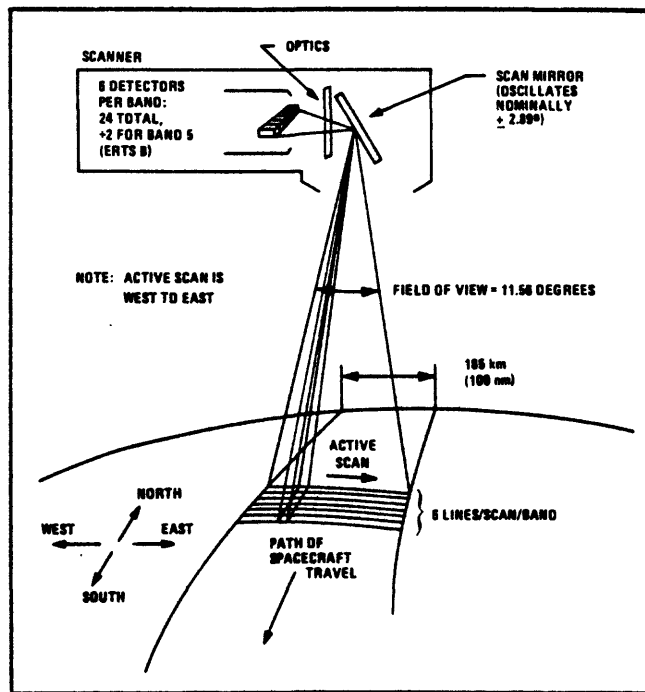 OPTICS
SCANNER
6 DETECTORS
PER BAND:
24 TOTAL,
+2 FOR BAND 5
(ERTS B)
SCAN MIRROR
(OSCILLATES
NOMINALLY
± 2.89º)
NOTE: ACTIVE SCAN IS
WEST TO EAST
FIELD OF VIEW = 11.56 DEGREES
185 km
(100 nm)
ACTIVE
SCAN
NORTH
WEST
EAST
SOUTH
6 LINES/SCAN/BAND
PATH OF
SPACECRAFT
TRAVEL